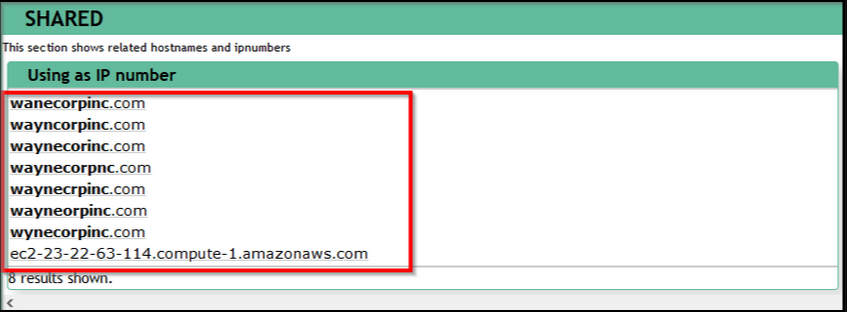 SHARED
This section shows related hostnames and ipnumbers
Using as IP number
wanecorpinc.com
wayncorpinc.com
waynecorinc.com
waynecorpnc.com
waynecrpinc.com
wayneorpinc.com
wynecorpinc.com
ec2-23-22-63-114.compute-1.amazonaws.com
8 results shown.